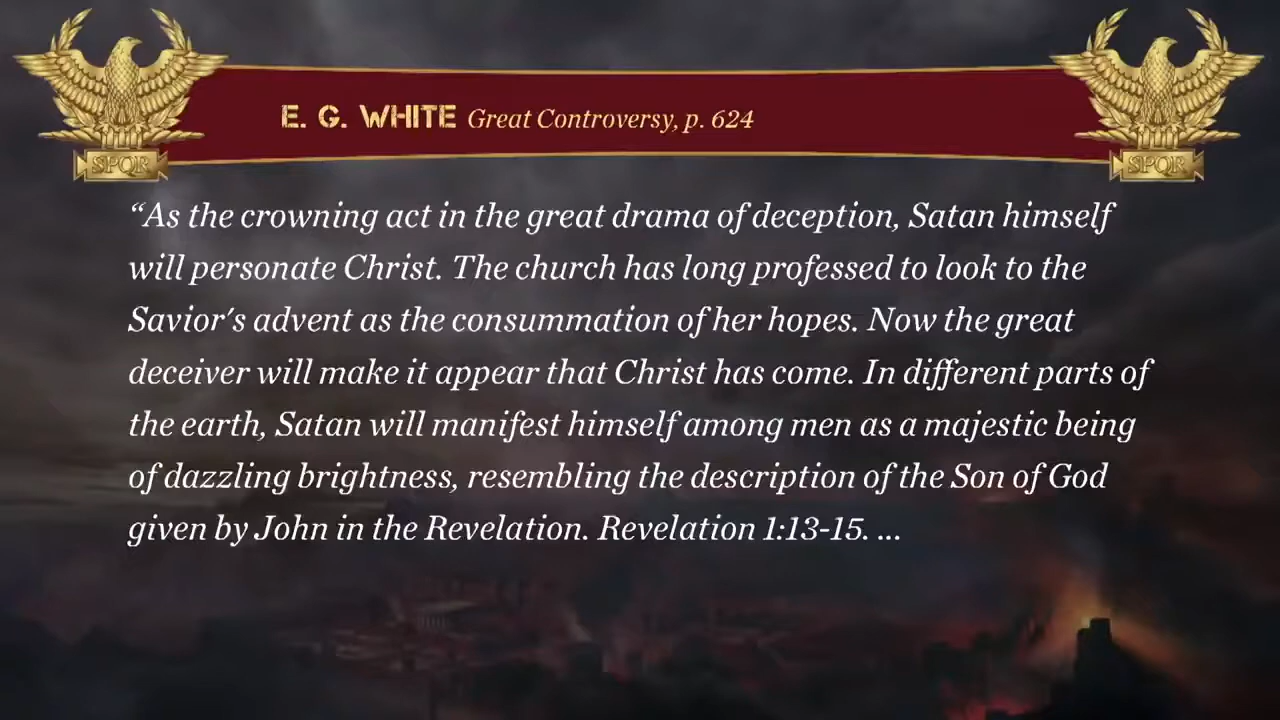 E. G. WHITE Great Controversy, p. 624
SPQR SPQR
“As the crowning act in the great drama of deception, Satan himself
will personate Christ. The church has long professed to look to the
Savior's advent as the consummation of her hopes. Now the great
deceiver will make it appear that Christ has come. In different parts of
the earth, Satan will manifest himself among men as a majestic being
of dazzling brightness, resembling the description of the Son of God
given by John in the Revelation. Revelation 1:13-15. ...